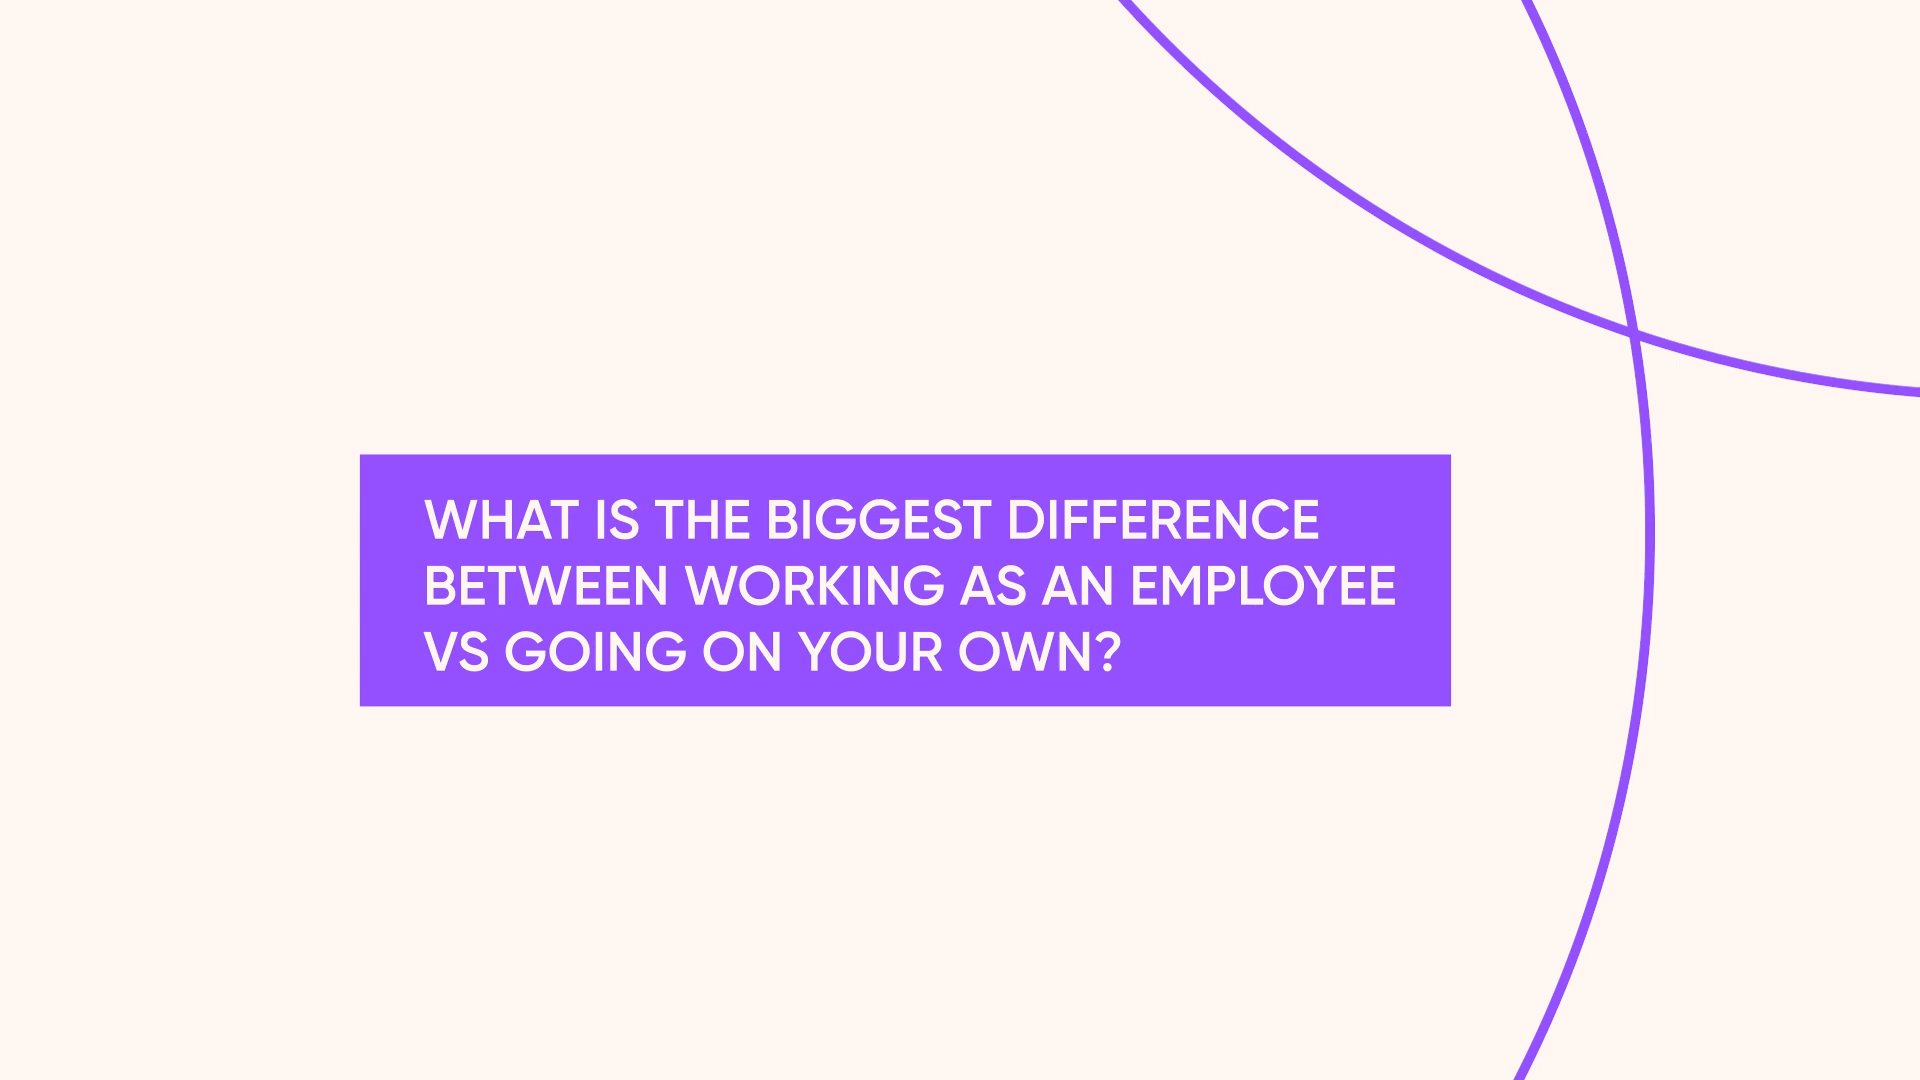 WHAT IS THE BIGGEST DIFFERENCE
BETWEEN WORKING AS AN EMPLOYEE
VS GOING ON YOUR OWN?